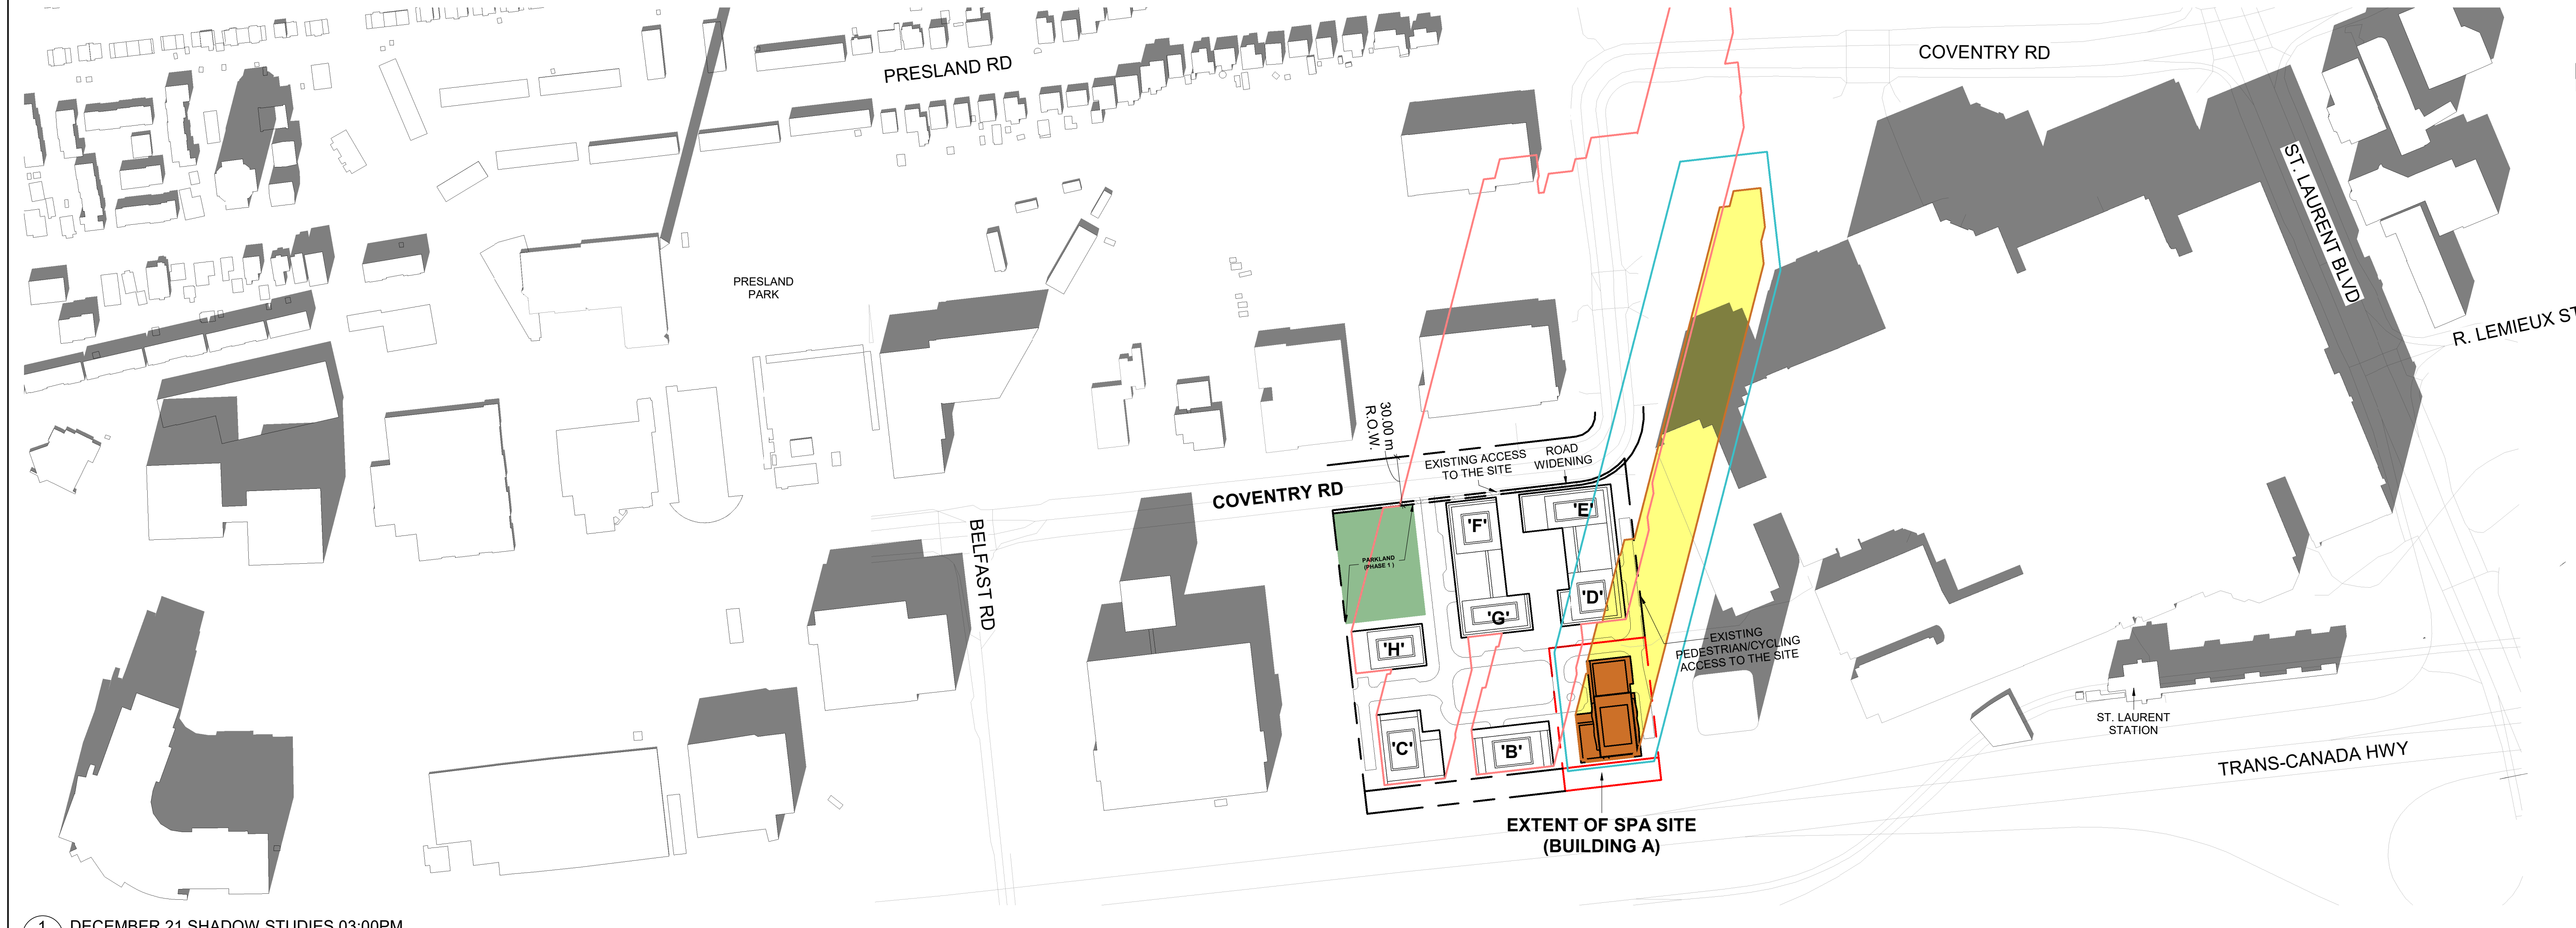 COVENTRY RD
PRESLAND RD
ST. LAURENT BLVD
PRESLAND
PARK
R. LEMIEUX ST
30.00 m
R.O.W.
EXISTING ACCESS
TO THE SITE
ROAD
WIDENING
COVENTRY RD
BELFAST RD
'F'
'E'
PARKLAND
(PHASE 1 )
'D'
'G'
'H'
EXISTING
PEDESTRIAN/CYCLING
ACCESS TO THE SITE
'C'
'B'
ST. LAURENT
STATION
TRANS-CANADA HWY
EXTENT OF SPA SITE
(BUILDING A)
1
DECEMBER 21 SHADOW STUDIES 03:00PM